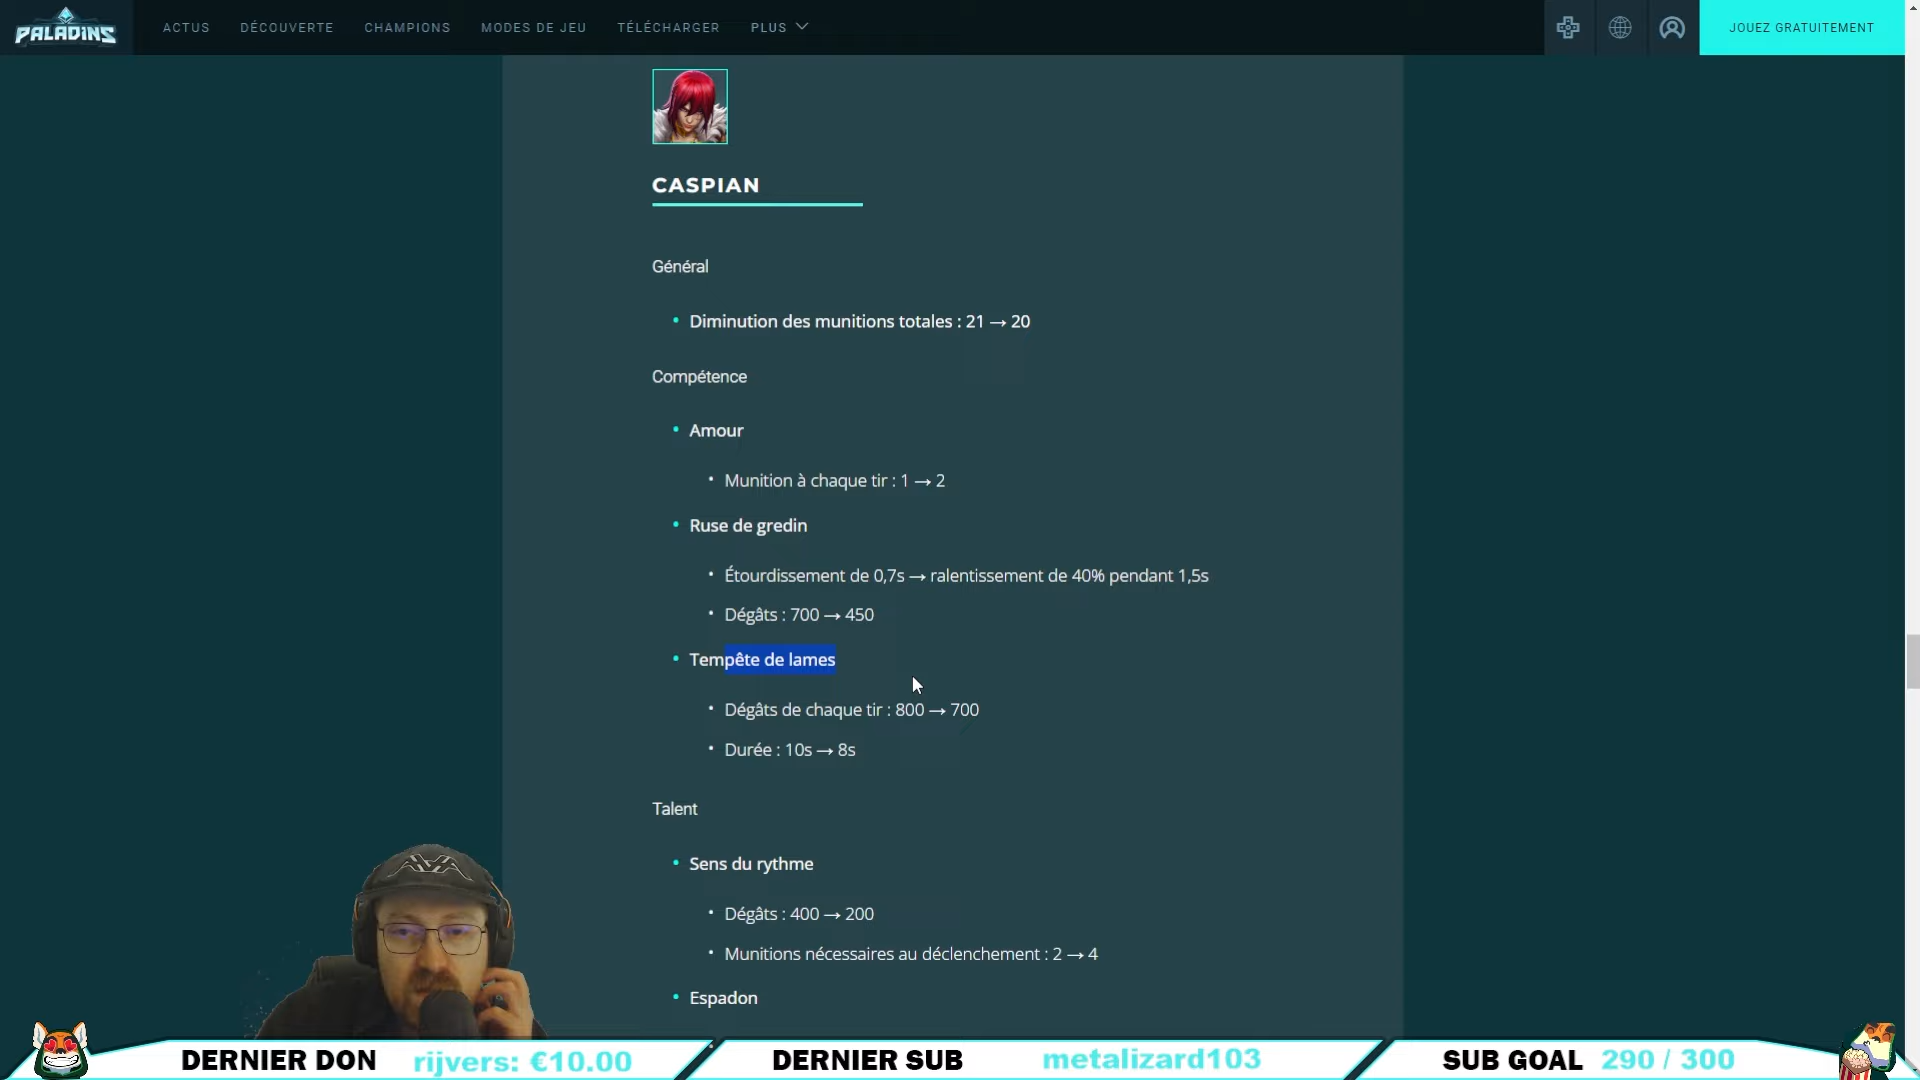 PALADINS
ACTUS DÉCOUVERTE CHAMPIONS MODES DE JEU TÉLÉCHARGER PLUS JOUEZ GRATUITEMENT
CASPIAN
Général
• Diminution des munitions totales : 21 → 20
Compétence
• Amour
• Munition à chaque tir : 1 → 2
• Ruse de gredin
• Étourdissement de 0,7s → ralentissement de 40% pendant 1,5s
• Dégâts : 700 → 450
• Tempête de lames
• Dégâts de chaque tir : 800 → 700
• Durée : 10s → 8s
Talent
• Sens du rythme
• Dégâts : 400 → 200
• Munitions nécessaires au déclenchement : 2 → 4
• Espadon
DERNIER DON rijvers: €10.00 DERNIER SUB metalizard103 SUB GOAL 290 / 300